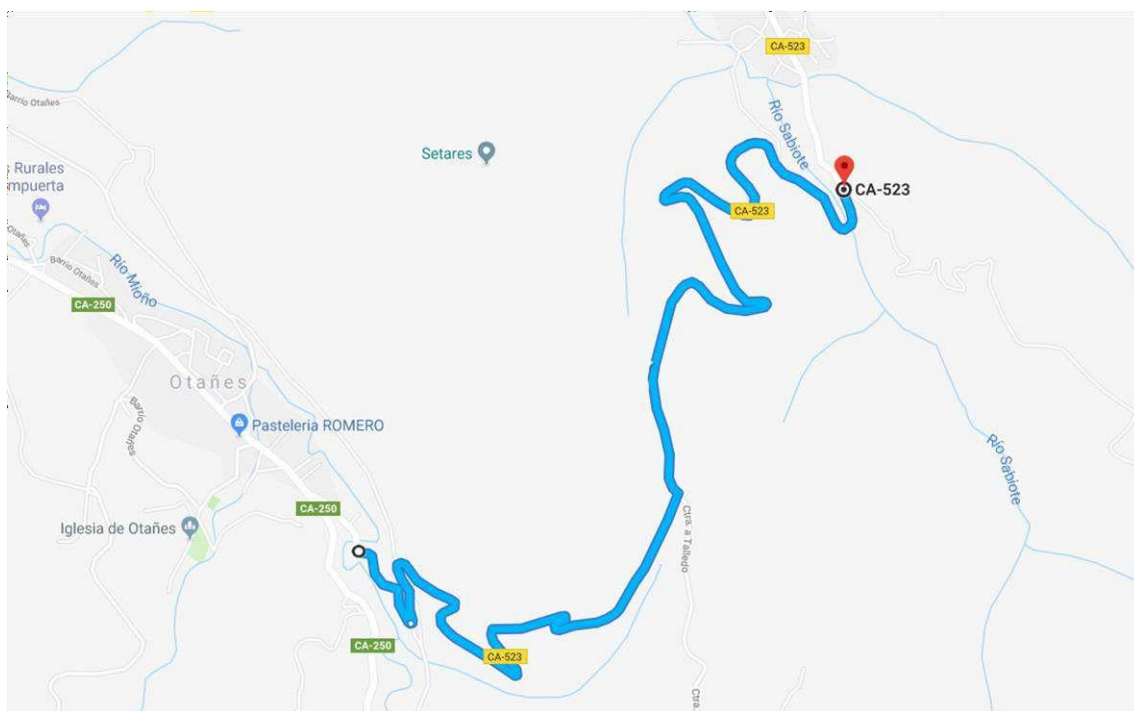 CA-523
Río Sabiote
Barrio Otañes
Setares
s Rurales
mpuerta
CA-523
CA-523
Barrio Otañes
Río Mioño
CA-250
Otañes
Barrio Otañes
Pasteleria ROMERO
Río Sabiote
CA-250
Iglesia de Otañes
Ctra. a Talledo
CA-250
CA-523
Ctra.